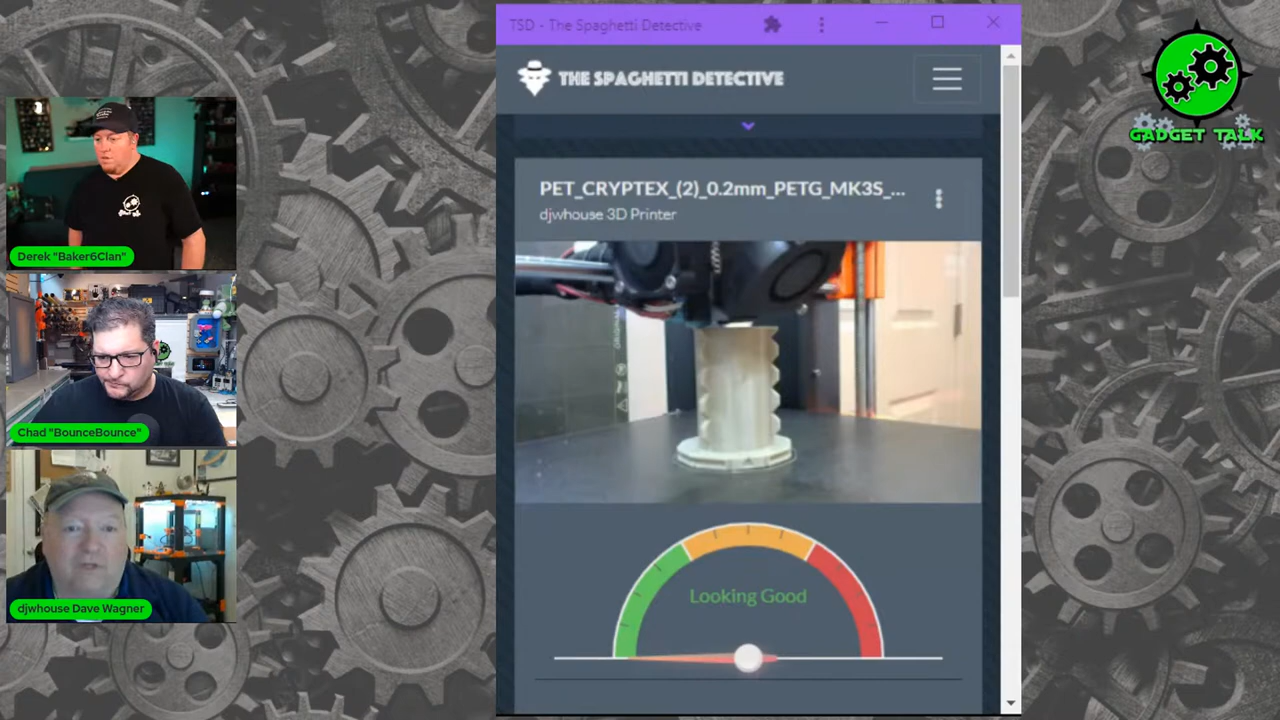 TSD - The Spaghetti Detective
THE SPAGHETTI DETECTIVE
GADGET TALK
PET_CRYPTEX_(2)_0.2mm_PETG_MK3S_...
djwhouse 3D Printer
Derek "Baker6Clan"
Chad "BounceBounce"
djwhouse Dave Wagner
Looking Good